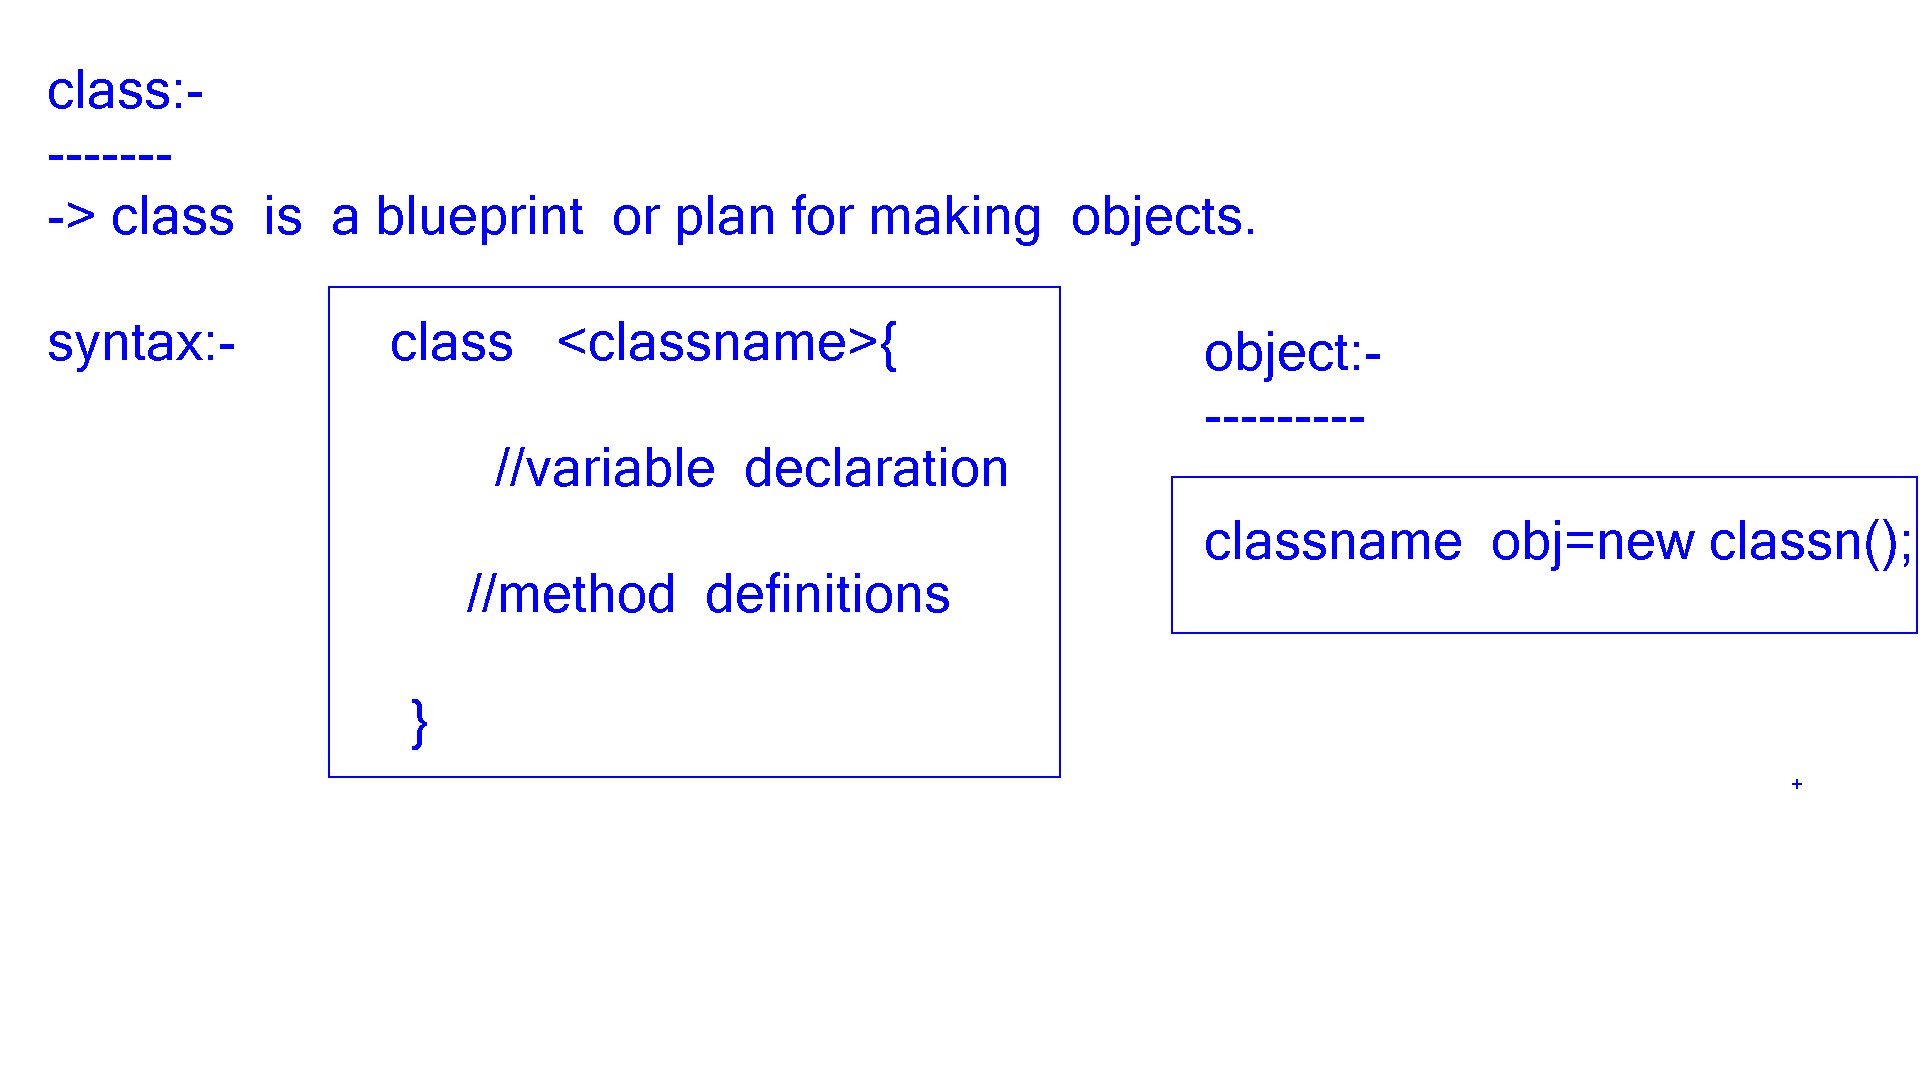 class:-
-------
-> class is a blueprint or plan for making objects.
syntax:-
class <classname>{
//variable declaration
//method definitions
}
object:-
---------
classname obj=new classn();